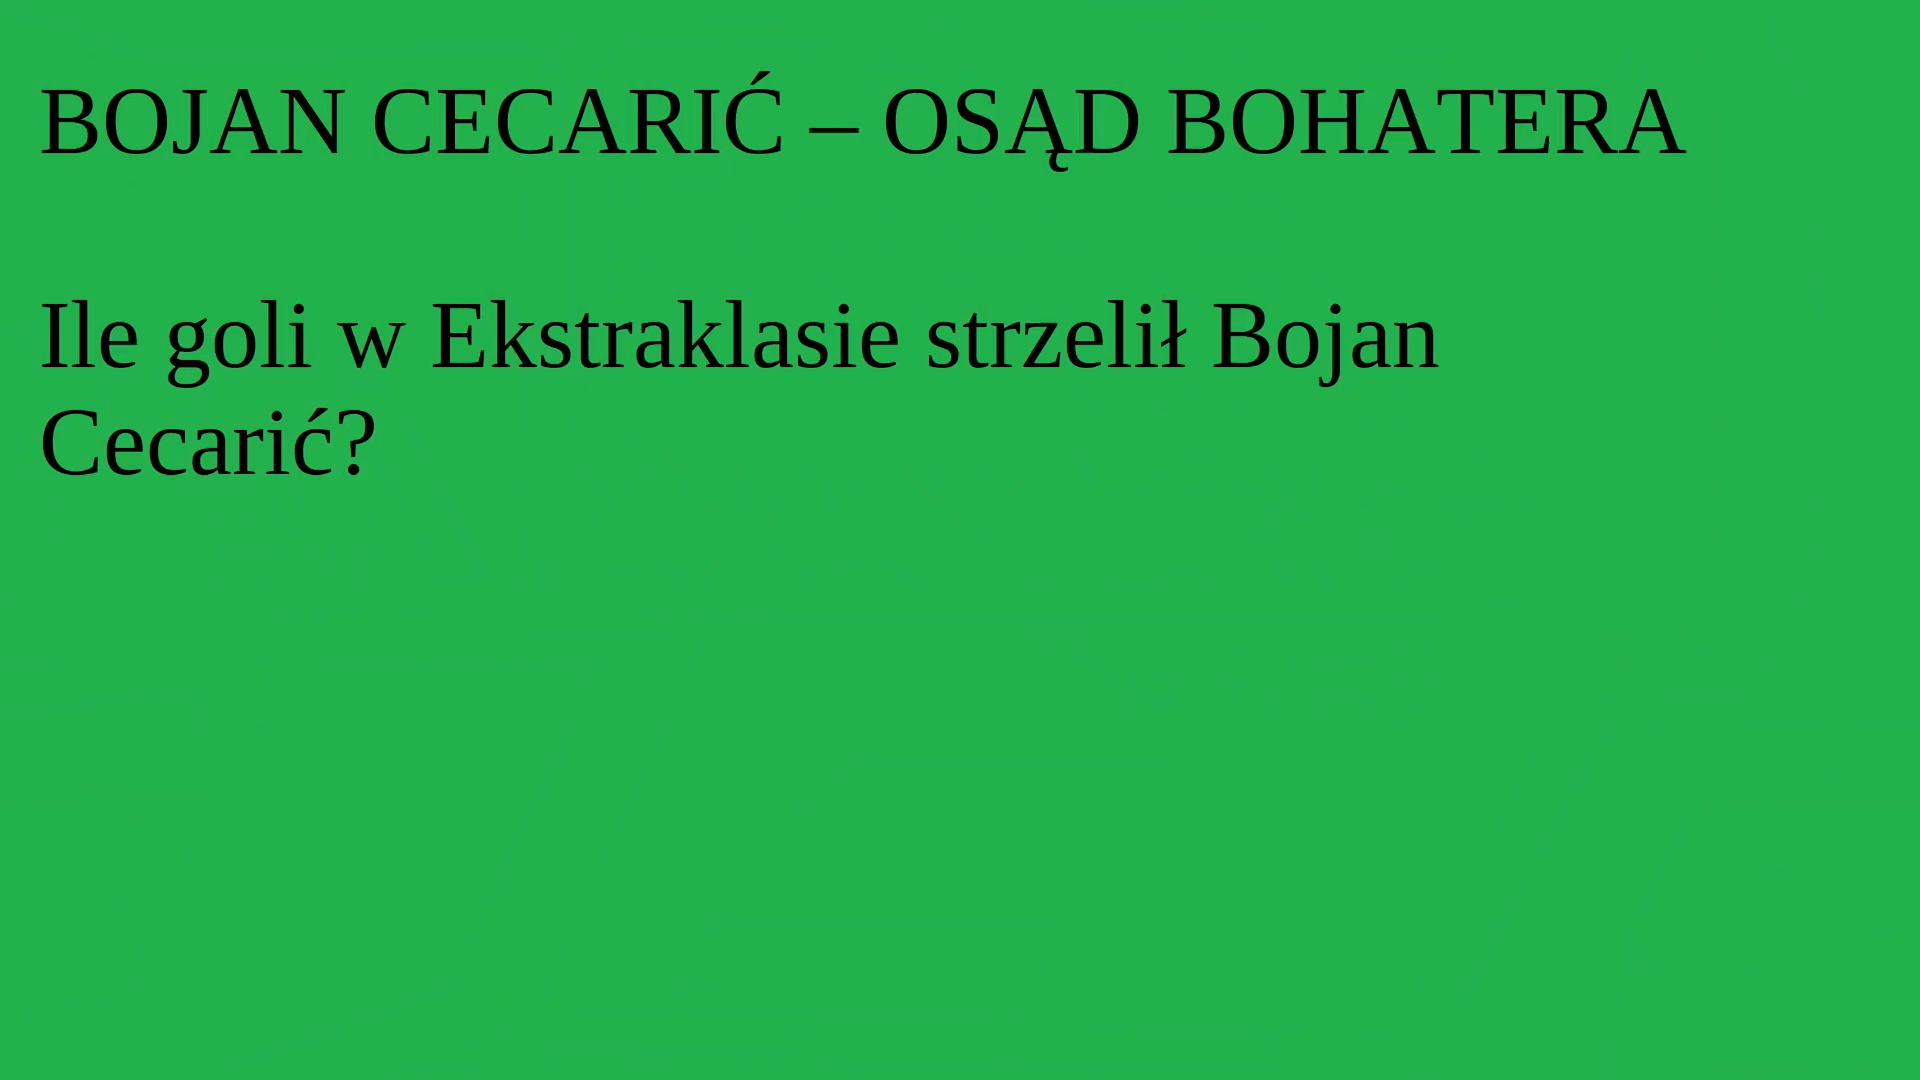 BOJAN CECARIĆ – OSĄD BOHATERA
Ile goli w Ekstraklasie strzelił Bojan
Cecarić?